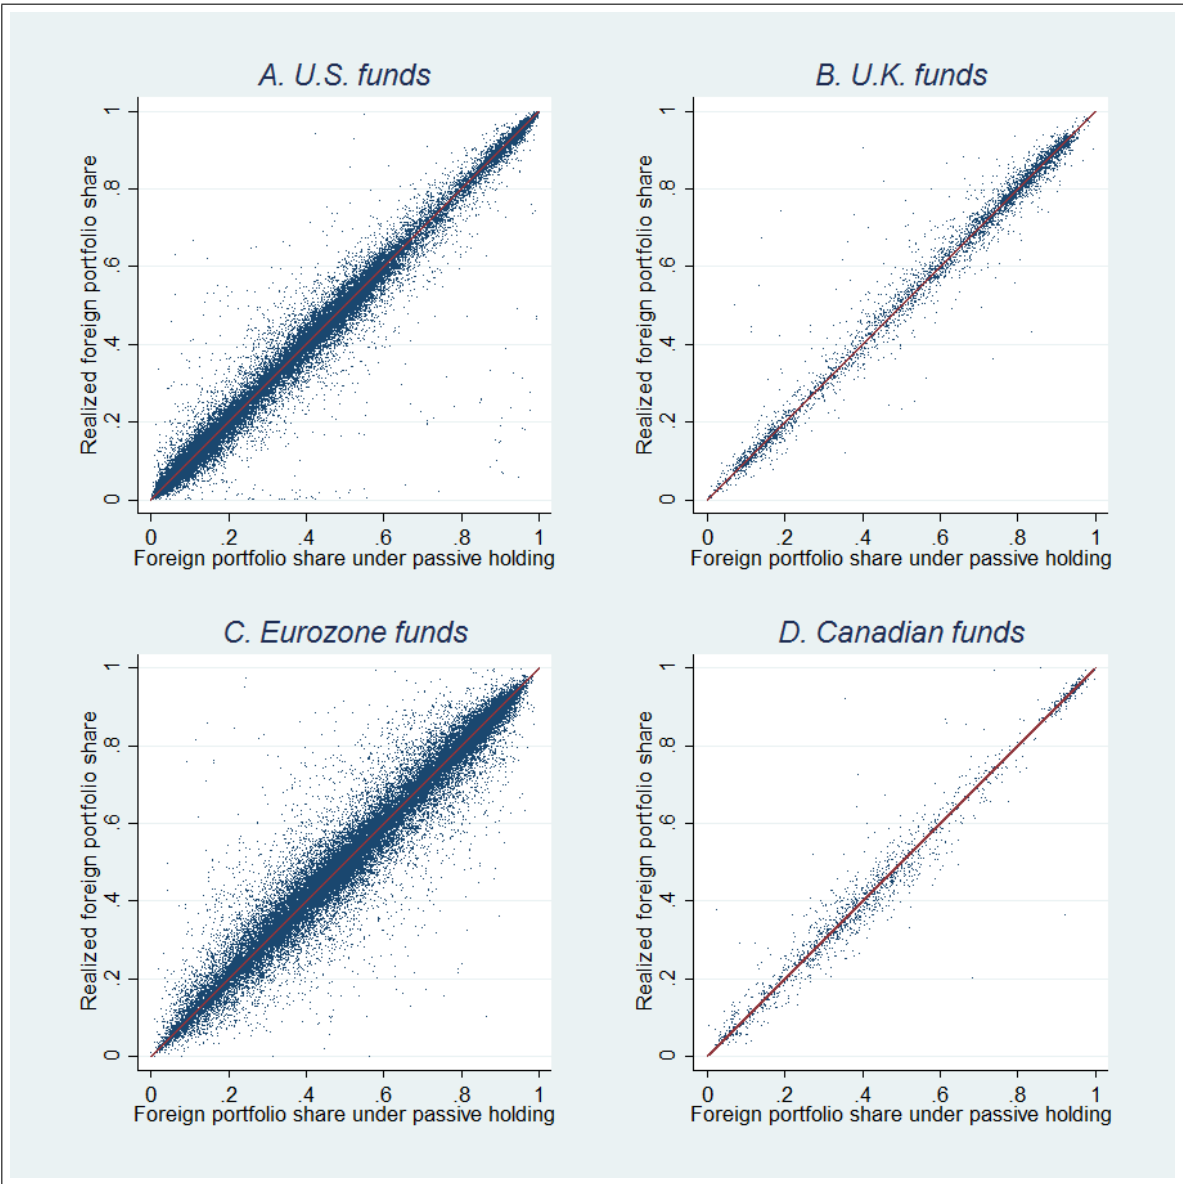 A. U.S. funds
Realized foreign portfolio share
1
.8
.6
.4
.2
0
0 .2 .4 .6 .8 1
Foreign portfolio share under passive holding
B. U.K. funds
Realized foreign portfolio share
1
.8
.6
.4
.2
0
0 .2 .4 .6 .8 1
Foreign portfolio share under passive holding
C. Eurozone funds
Realized foreign portfolio share
1
.8
.6
.4
.2
0
0 .2 .4 .6 .8 1
Foreign portfolio share under passive holding
D. Canadian funds
Realized foreign portfolio share
1
.8
.6
.4
.2
0
0 .2 .4 .6 .8 1
Foreign portfolio share under passive holding